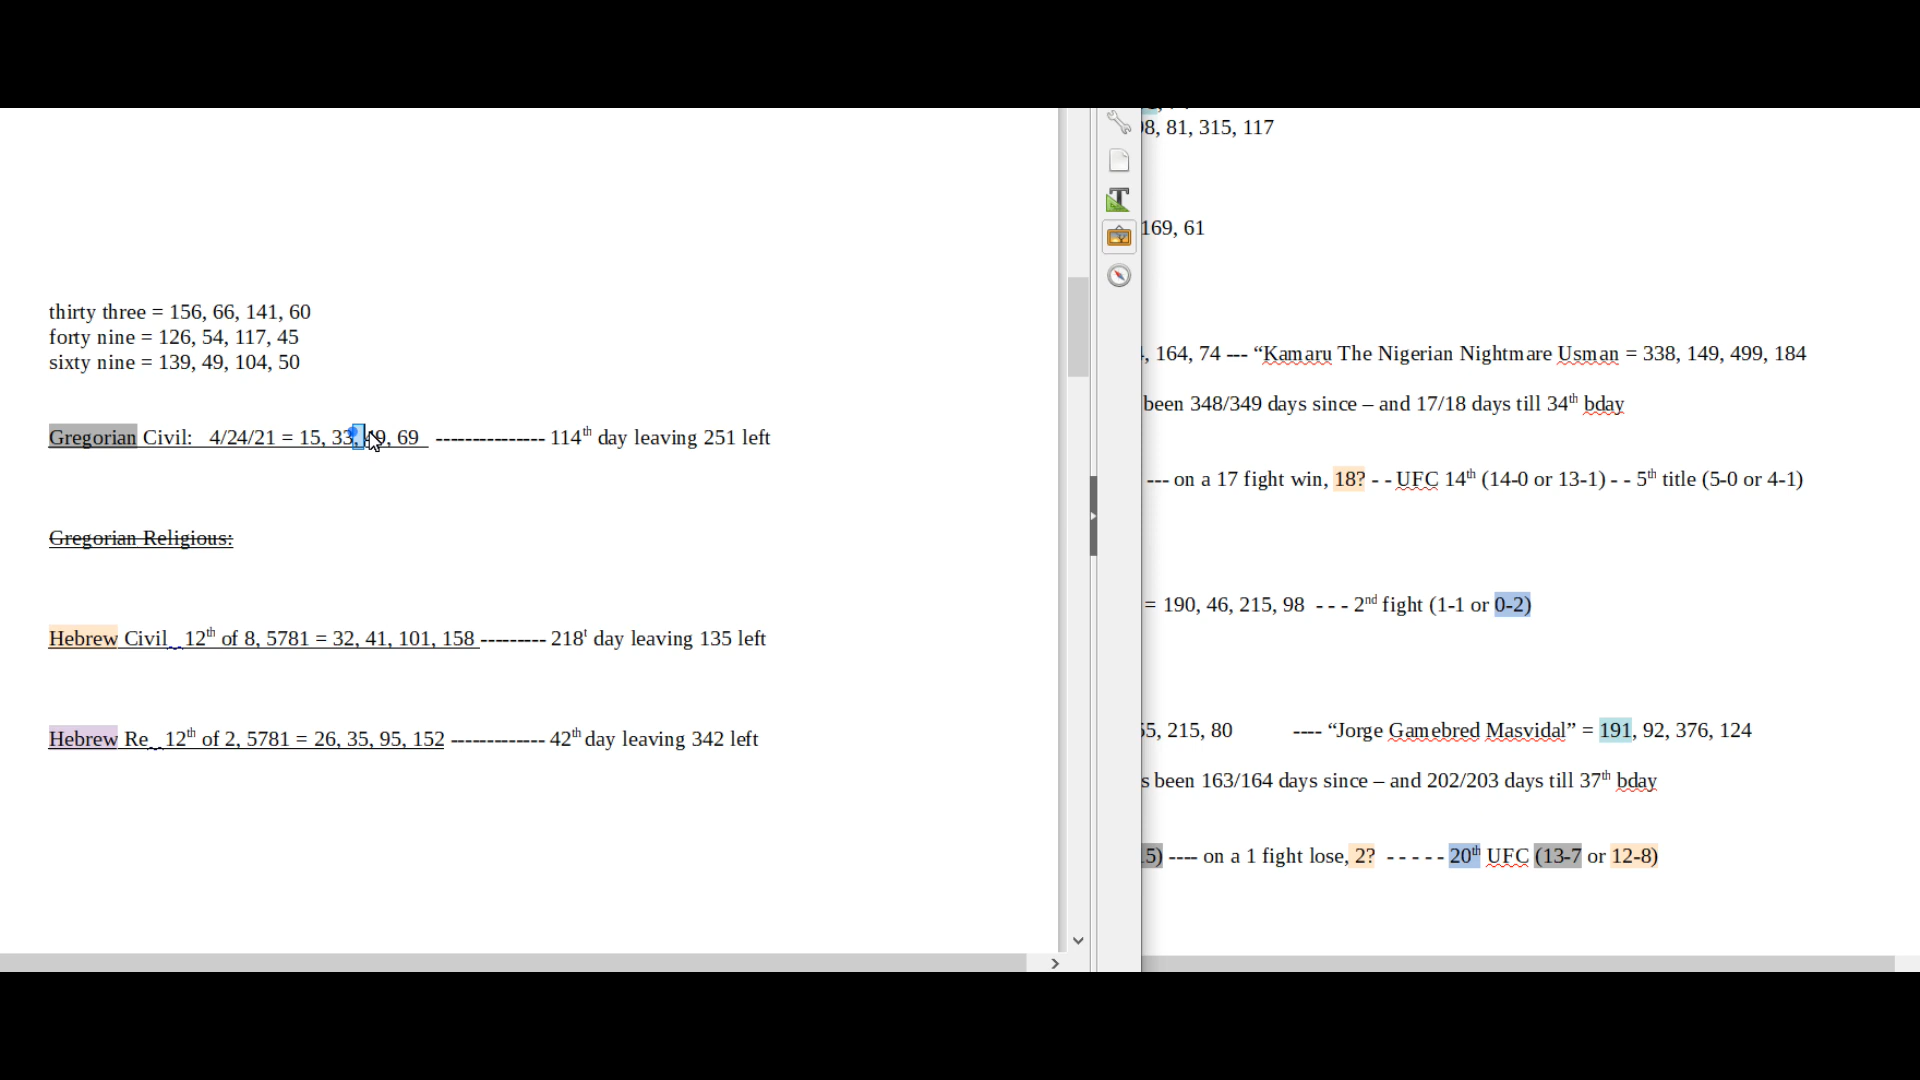 thirty three = 156, 66, 141, 60
forty nine = 126, 54, 117, 45
sixty nine = 139, 49, 104, 50
Gregorian Civil: 4/24/21 = 15, 33, 49, 69 --------------- 114th day leaving 251 left
Gregorian Religious:
Hebrew Civil 12th of 8, 5781 = 32, 41, 101, 158 --------- 218t day leaving 135 left
Hebrew Re 12th of 2, 5781 = 26, 35, 95, 152 ------------- 42th day leaving 342 left
8, 81, 315, 117
169, 61
, 164, 74 --- “Kamaru The Nigerian Nightmare Usman = 338, 149, 499, 184
been 348/349 days since – and 17/18 days till 34th bday
--- on a 17 fight win, 18? - - UFC 14th (14-0 or 13-1) - - 5th title (5-0 or 4-1)
= 190, 46, 215, 98 - - - 2nd fight (1-1 or 0-2)
5, 215, 80 ---- “Jorge Gamebred Masvidal” = 191, 92, 376, 124
s been 163/164 days since – and 202/203 days till 37th bday
5) ---- on a 1 fight lose, 2? - - - - - 20th UFC (13-7 or 12-8)